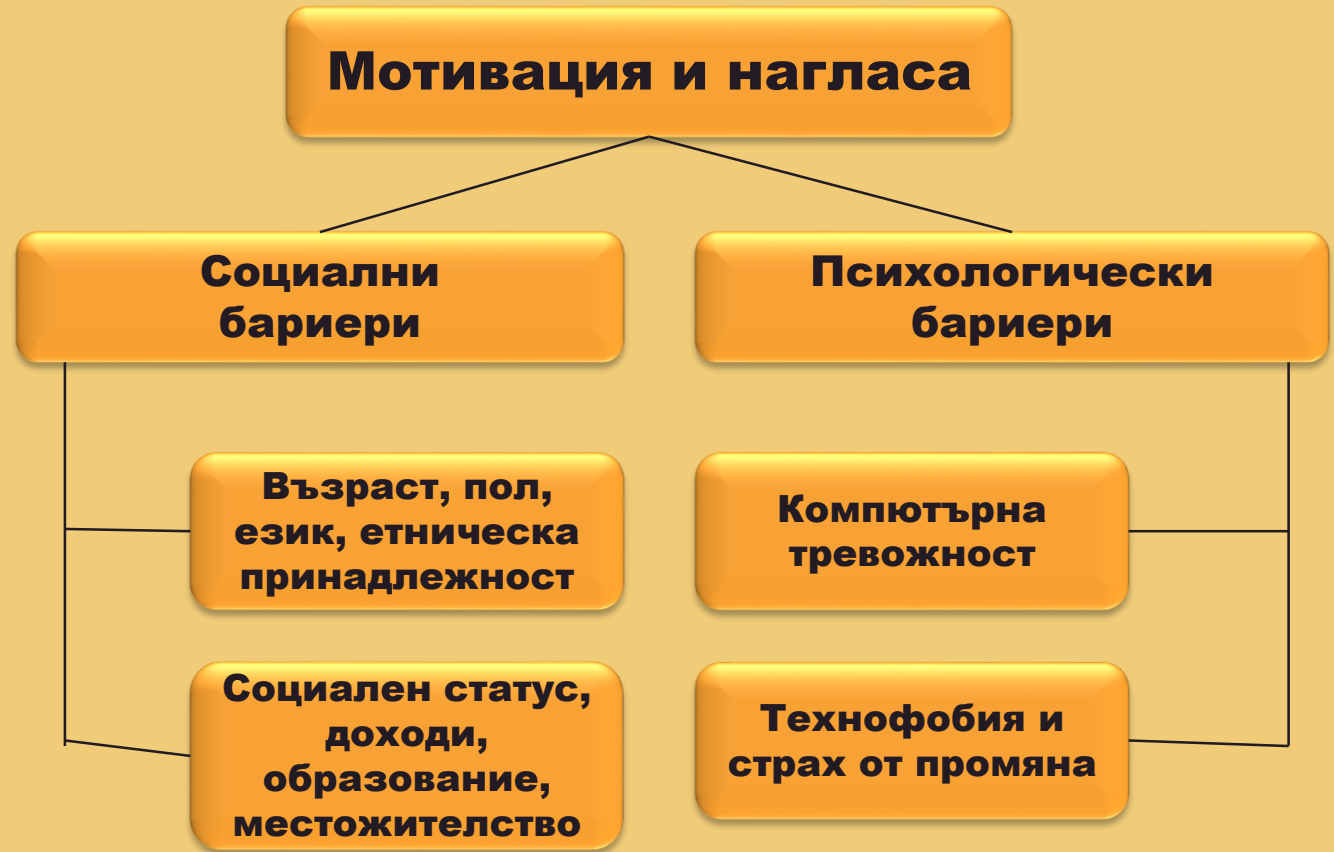 Мотивация и нагласа
Социални
бариери
Психологически
бариери
Възраст, пол,
език, етническа
принадлежност
Компютърна
тревожност
Социален статус,
доходи,
образование,
местожителство
Технофобия и
страх от промяна